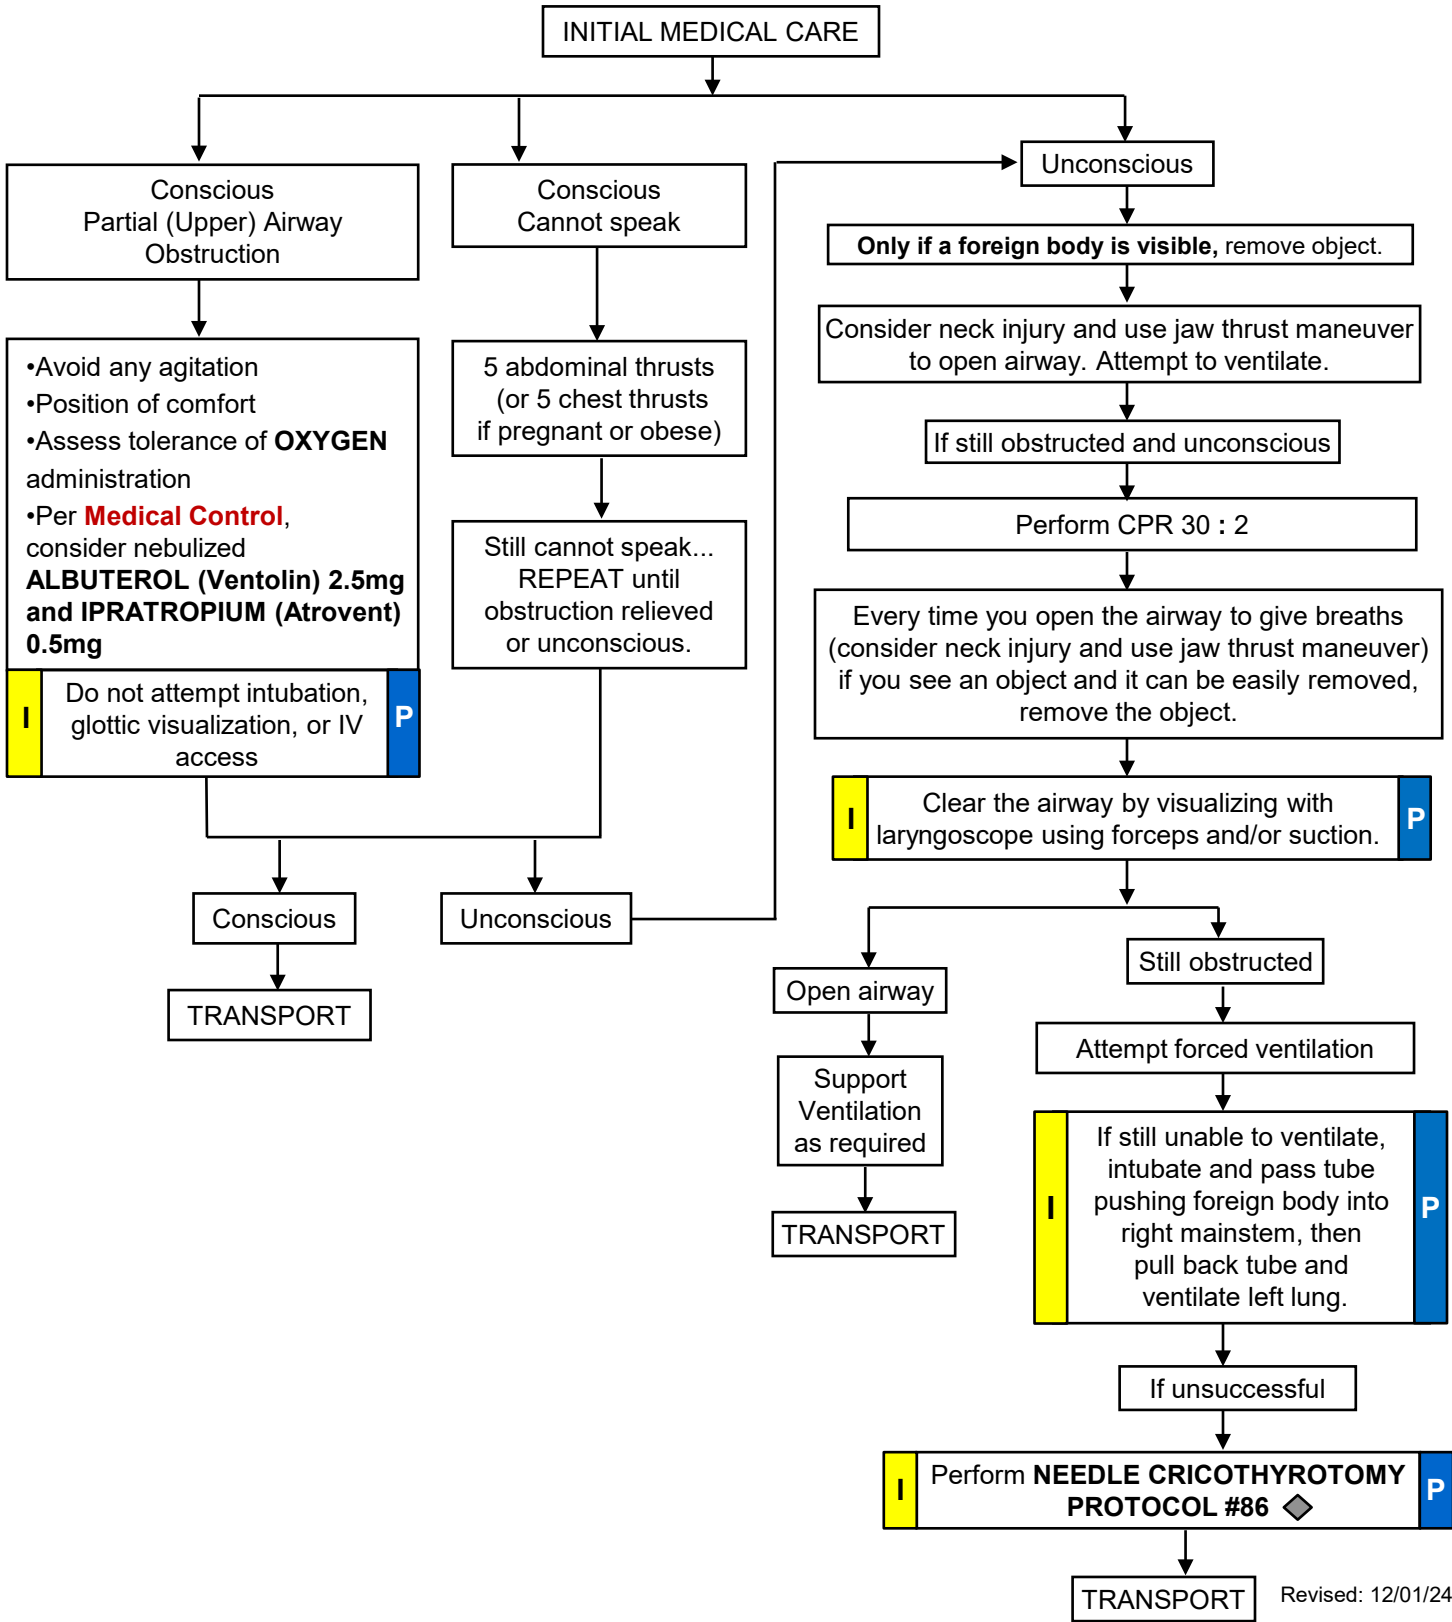 INITIAL MEDICAL CARE
Conscious
Partial (Upper) Airway
Obstruction
•Avoid any agitation
•Position of comfort
•Assess tolerance of OXYGEN
administration
•Per Medical Control,
consider nebulized
ALBUTEROL (Ventolin) 2.5mg
and IPRATROPIUM (Atrovent)
0.5mg
I
Do not attempt intubation,
glottic visualization, or IV
access
P
Conscious
Cannot speak
5 abdominal thrusts
(or 5 chest thrusts
if pregnant or obese)
Still cannot speak...
REPEAT until
obstruction relieved
or unconscious.
Conscious
TRANSPORT
Unconscious
Unconscious
Only if a foreign body is visible, remove object.
Consider neck injury and use jaw thrust maneuver
to open airway. Attempt to ventilate.
If still obstructed and unconscious
Perform CPR 30 : 2
Every time you open the airway to give breaths
(consider neck injury and use jaw thrust maneuver)
if you see an object and it can be easily removed,
remove the object.
I
Clear the airway by visualizing with
laryngoscope using forceps and/or suction.
P
Open airway
Support
Ventilation
as required
TRANSPORT
Still obstructed
Attempt forced ventilation
I
If still unable to ventilate,
intubate and pass tube
pushing foreign body into
right mainstem, then
pull back tube and
ventilate left lung.
P
If unsuccessful
I
Perform NEEDLE CRICOTHYROTOMY
PROTOCOL #86
P
TRANSPORT
Revised: 12/01/24